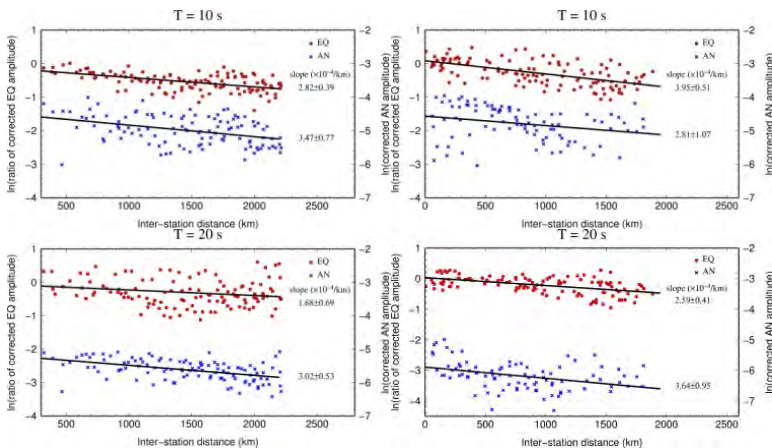 T = 10 s
ln(ratio of corrected EQ amplitude)
1
0
−1
−2
−3
−4
EQ
AN
slope (×10⁻⁴/km)
2.82±0.39
3.47±0.77
−2
−3
−4
−5
−6
−7
ln(corrected AN amplitude)
500 1000 1500 2000 2500
Inter−station distance (km)
T = 10 s
ln(ratio of corrected EQ amplitude)
1
0
−1
−2
−3
−4
EQ
AN
slope (×10⁻⁴/km)
3.95±0.51
2.81±1.07
−2
−3
−4
−5
−6
−7
0 500 1000 1500 2000 2500
Inter−station distance (km)
T = 20 s
ln(ratio of corrected EQ amplitude)
1
0
−1
−2
−3
−4
EQ
AN
slope (×10⁻⁴/km)
1.68±0.69
3.02±0.53
−2
−3
−4
−5
−6
−7
ln(corrected AN amplitude)
500 1000 1500 2000 2500
Inter−station distance (km)
T = 20 s
ln(ratio of corrected EQ amplitude)
1
0
−1
−2
−3
−4
EQ
AN
slope (×10⁻⁴/km)
2.59±0.41
3.64±0.95
−2
−3
−4
−5
−6
−7
0 500 1000 1500 2000 2500
Inter−station distance (km)